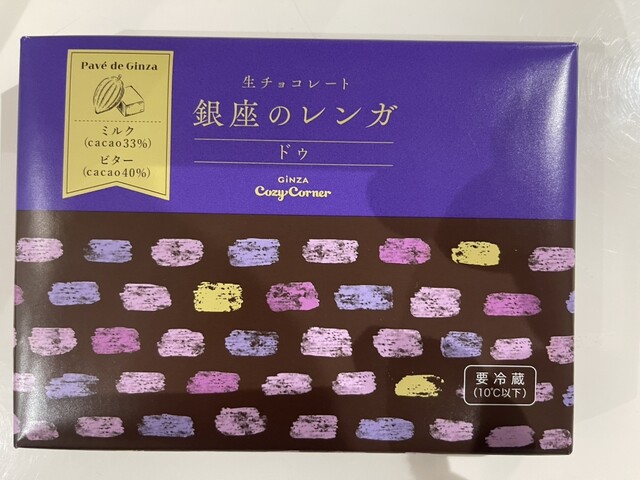 Pavé de Ginza
ミルク
(cacao33%)
ビター
(cacao40%)
生チョコレート
銀座のレンガ
ドゥ
GiNZA
Cozy Corner
要冷蔵
(10℃以下)